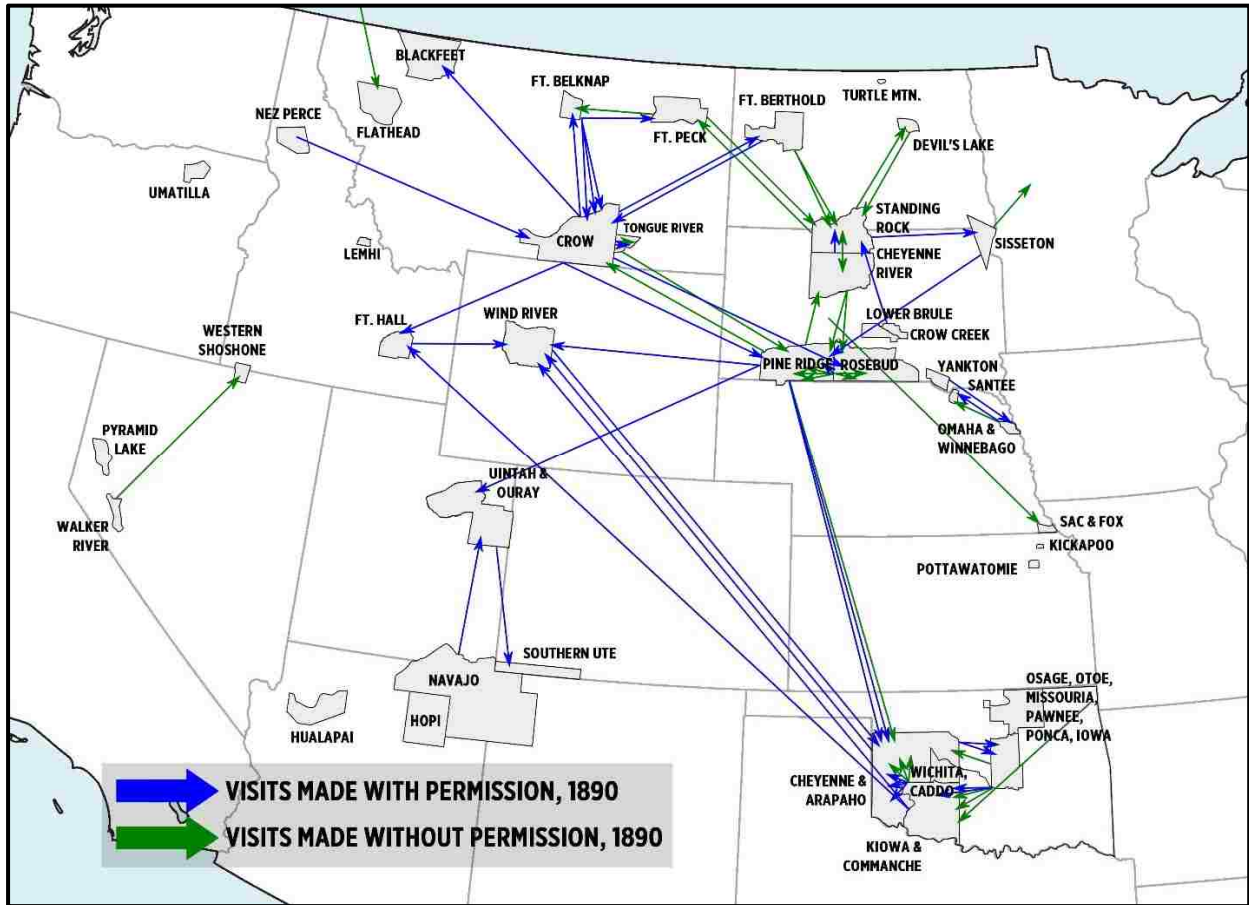 BLACKFEET
FT. BELKNAP
FT. BERTHOLD
TURTLE MTN.
NEZ PERCE
FLATHEAD
FT. PECK
DEVIL'S LAKE
UMATILLA
STANDING
ROCK
CROW
TONGUE RIVER
SISSETON
LEMHI
CHEYENNE
RIVER
FT. HALL
WIND RIVER
LOWER BRULE
CROW CREEK
WESTERN
SHOSHONE
PINE RIDGE
ROSEBUD
YANKTON
SANTEE
PYRAMID
LAKE
OMAHA &
WINNEBAGO
UINTAH &
OURAY
WALKER
RIVER
SAC & FOX
KICKAPOO
POTTAWATOMIE
SOUTHERN UTE
NAVAJO
HOPI
HUALAPAI
OSAGE, OTOE,
MISSOURIA,
PAWNEE,
PONCA, IOWA
CHEYENNE &
ARAPAHO
WICHITA,
CADDO
KIOWA &
COMMANCHE
VISITS MADE WITH PERMISSION, 1890
VISITS MADE WITHOUT PERMISSION, 1890